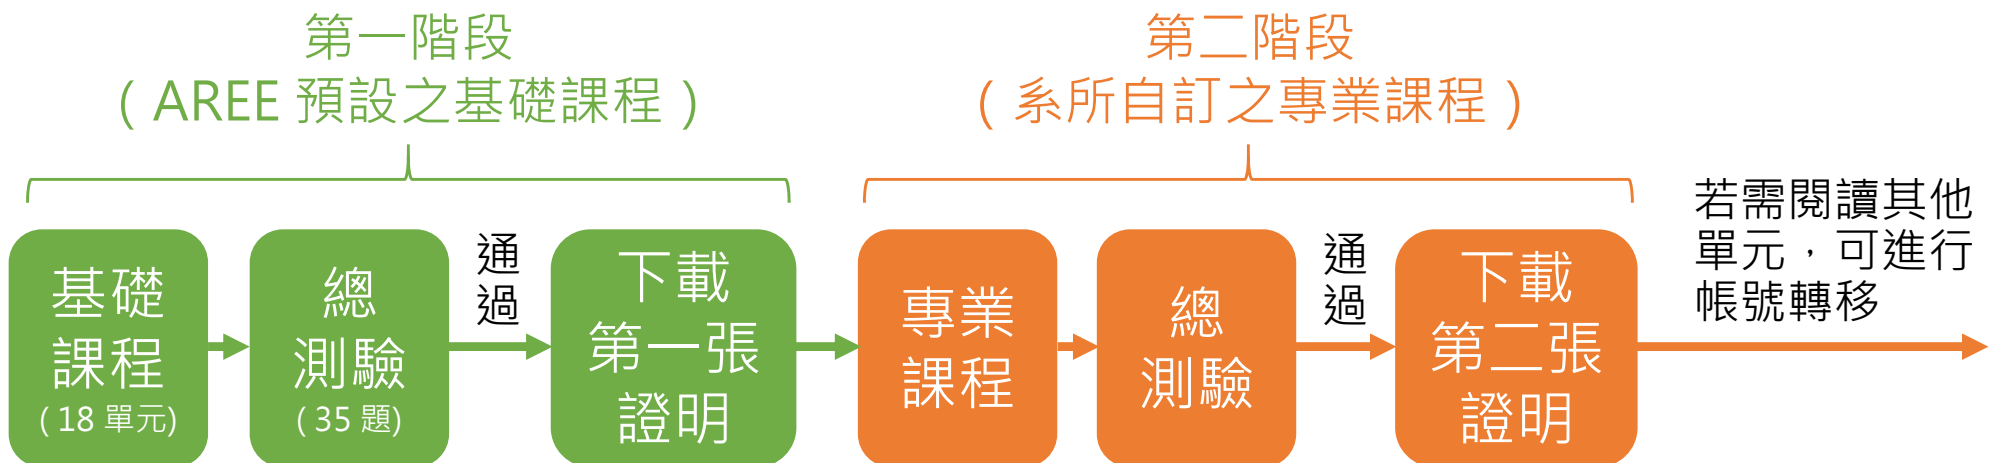 第一階段
( AREE 預設之基礎課程 )
第二階段
( 系所自訂之專業課程 )
基礎
課程
( 18 單元)
總
測驗
( 35 題)
通
過
下載
第一張
證明
專業
課程
總
測驗
通
過
下載
第二張
證明
若需閱讀其他
單元，可進行
帳號轉移